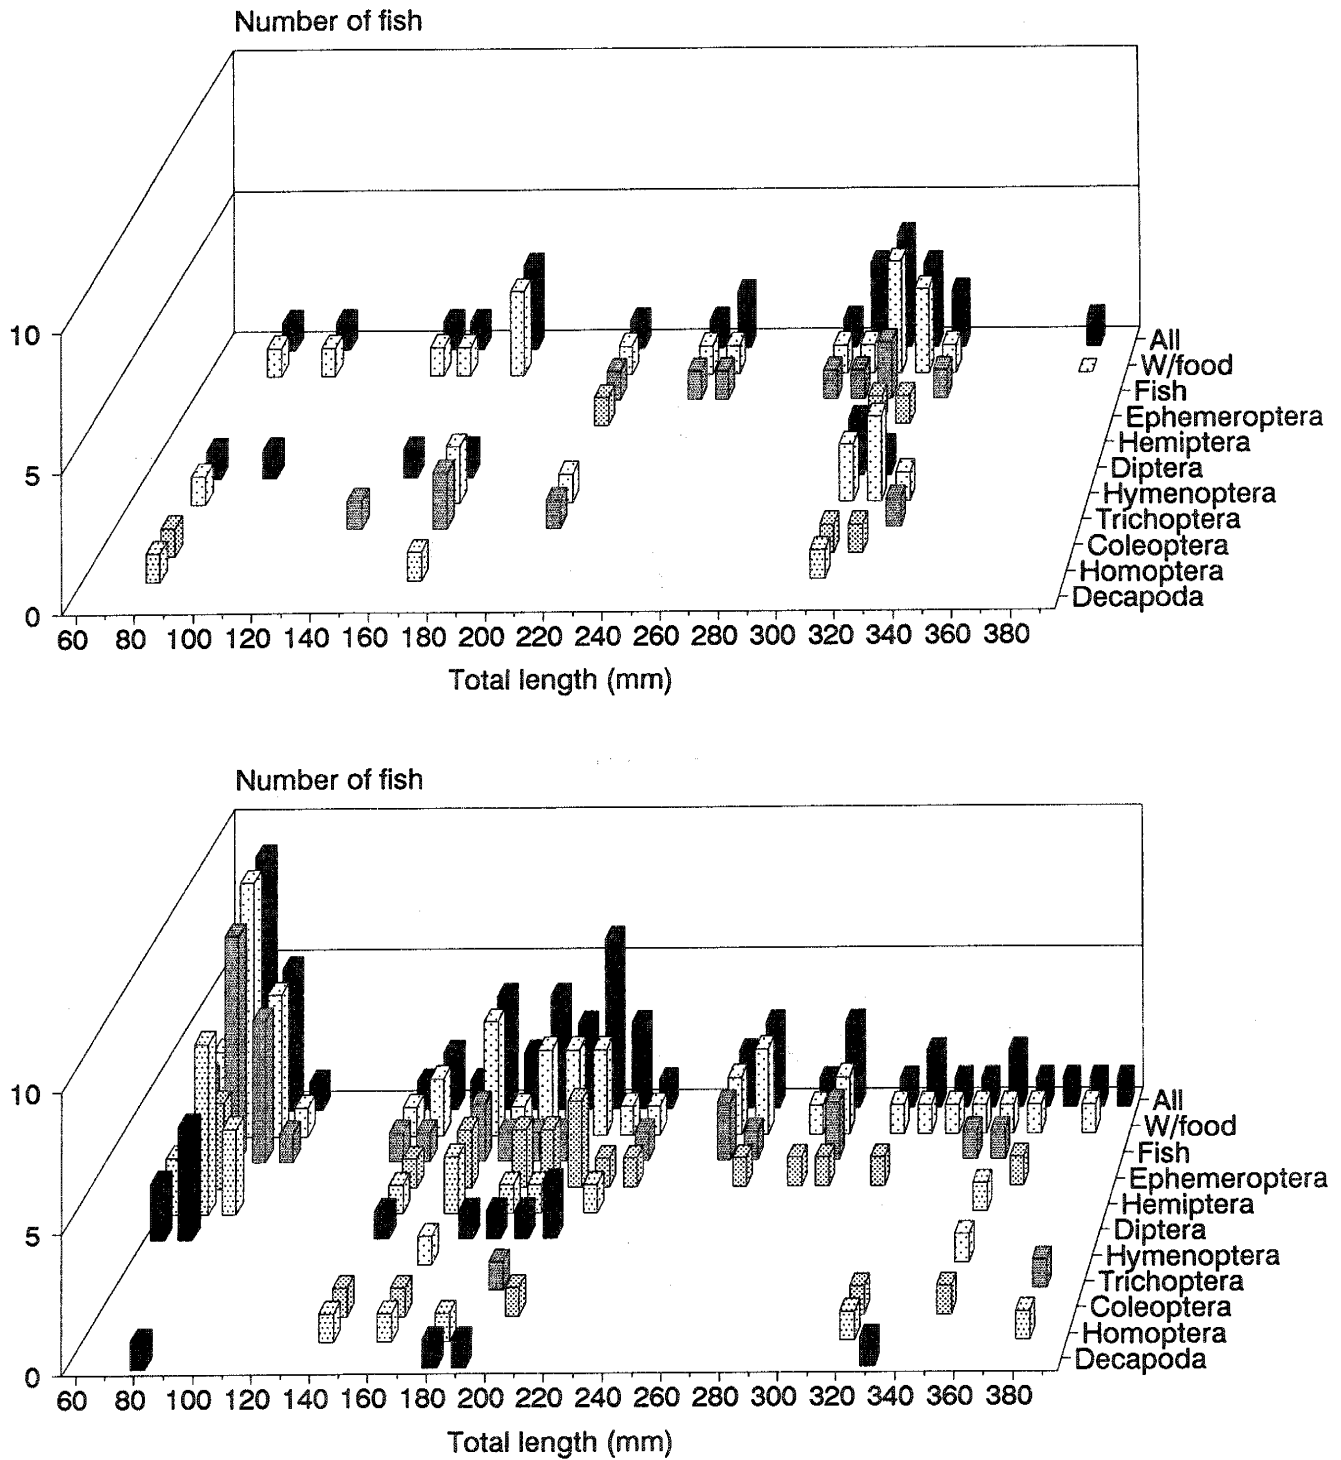 Number of fish
10
5
0
All
W/food
Fish
Ephemeroptera
Hemiptera
Diptera
Hymenoptera
Trichoptera
Coleoptera
Homoptera
Decapoda
60 80 100 120 140 160 180 200 220 240 260 280 300 320 340 360 380
Total length (mm)
Number of fish
10
5
0
All
W/food
Fish
Ephemeroptera
Hemiptera
Diptera
Hymenoptera
Trichoptera
Coleoptera
Homoptera
Decapoda
60 80 100 120 140 160 180 200 220 240 260 280 300 320 340 360 380
Total length (mm)